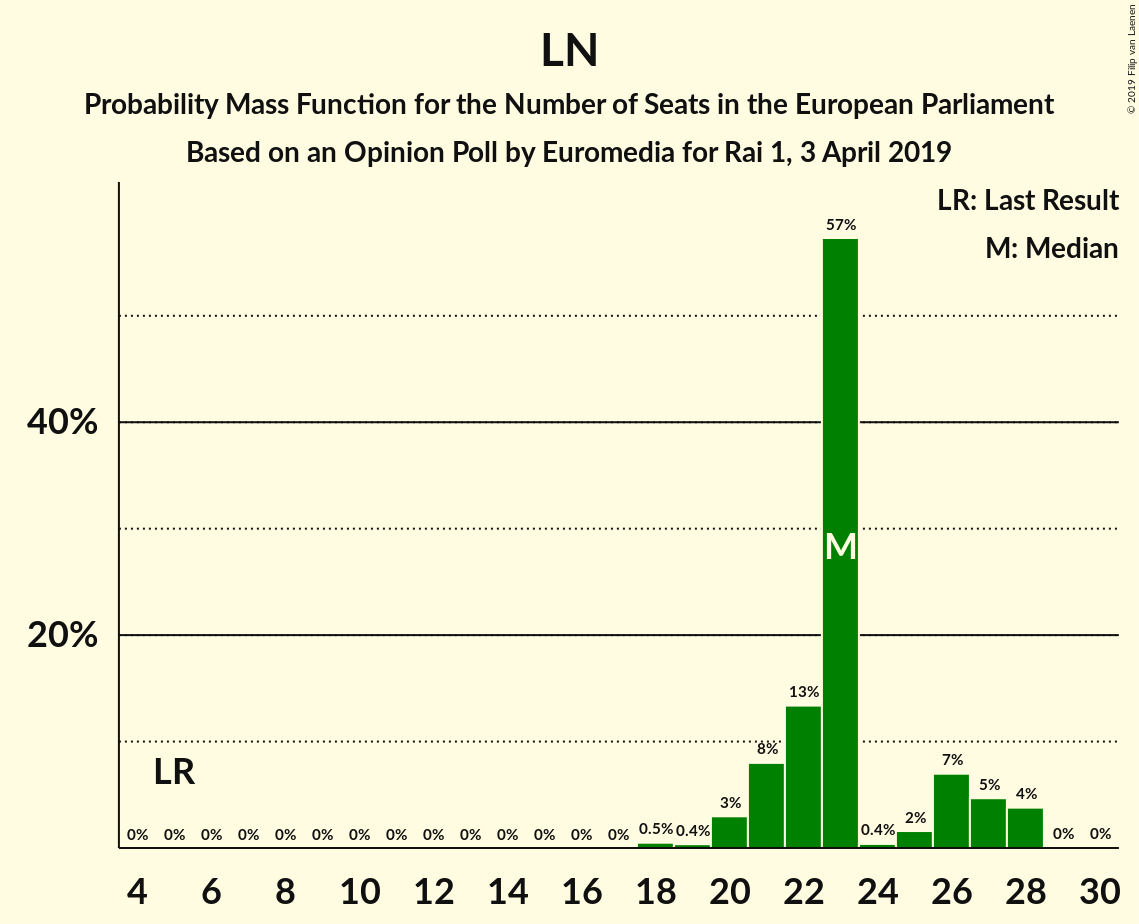 LN
Probability Mass Function for the Number of Seats in the European Parliament
Based on an Opinion Poll by Euromedia for Rai 1, 3 April 2019
© 2019 Filip van Laenen
LR: Last Result
M: Median
57%
40%
M
20%
13%
8%
7%
5%
4%
3%
2%
LR
0% 0% 0% 0% 0% 0% 0% 0% 0% 0% 0% 0% 0% 0% 0.5% 0.4% 0.4% 0% 0%
4 6 8 10 12 14 16 18 20 22 24 26 28 30